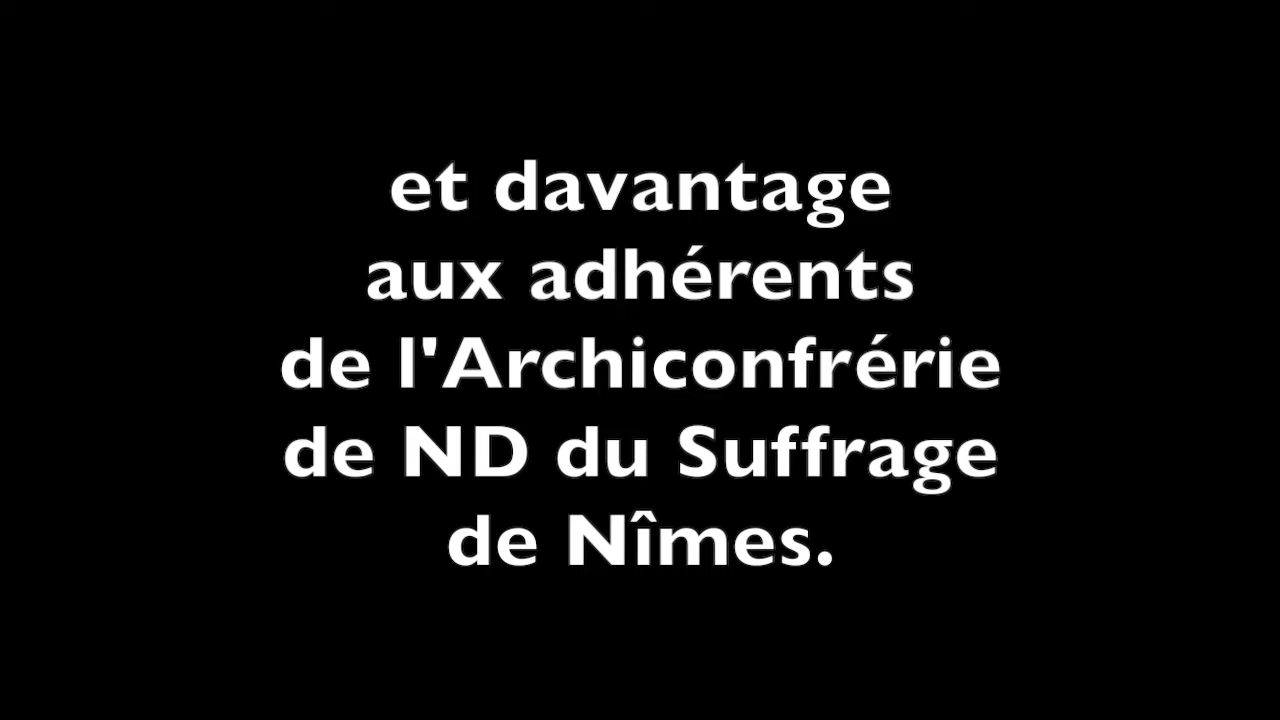 et davantage
aux adhérents
de l'Archiconfrérie
de ND du Suffrage
de Nîmes.